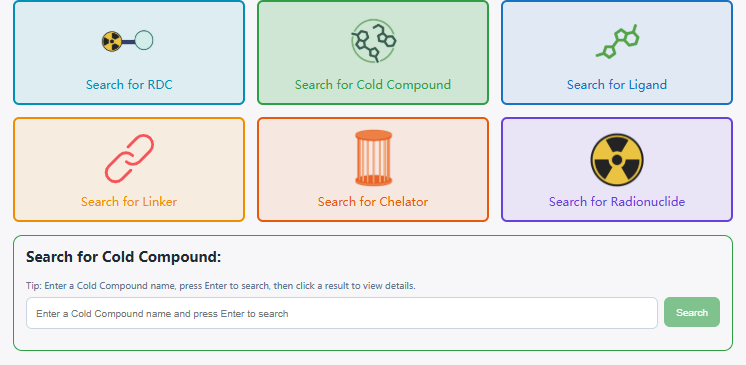 Search for RDC
Search for Cold Compound
Search for Ligand
Search for Linker
Search for Chelator
Search for Radionuclide
Search for Cold Compound:
Tip: Enter a Cold Compound name, press Enter to search, then click a result to view details.
Enter a Cold Compound name and press Enter to search
Search